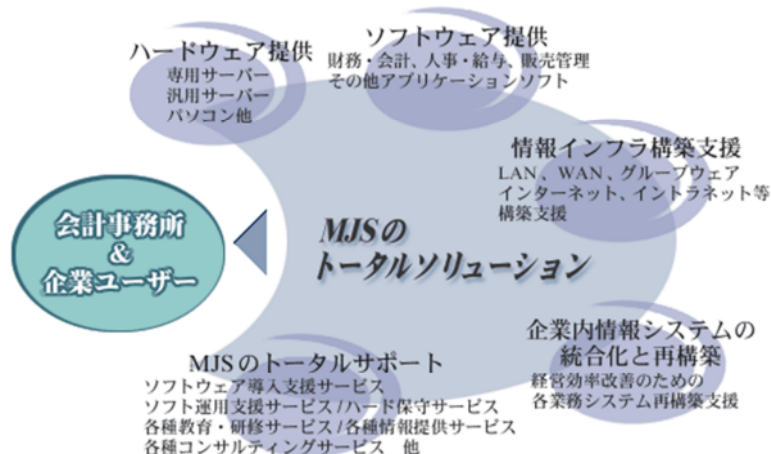 ハードウェア提供
専用サーバー
汎用サーバー
パソコン他
ソフトウェア提供
財務・会計、人事・給与、販売管理
その他アプリケーションソフト
情報インフラ構築支援
LAN、WAN、グループウェア
インターネット、イントラネット等
構築支援
会計事務所
&
企業ユーザー
MJSの
トータルソリューション
企業内情報システムの
統合化と再構築
経営効率改善のための
各業務システム再構築支援
MJSのトータルサポート
ソフトウェア導入支援サービス
ソフト運用支援サービス/ハード保守サービス
各種教育・研修サービス/各種情報提供サービス
各種コンサルティングサービス 他